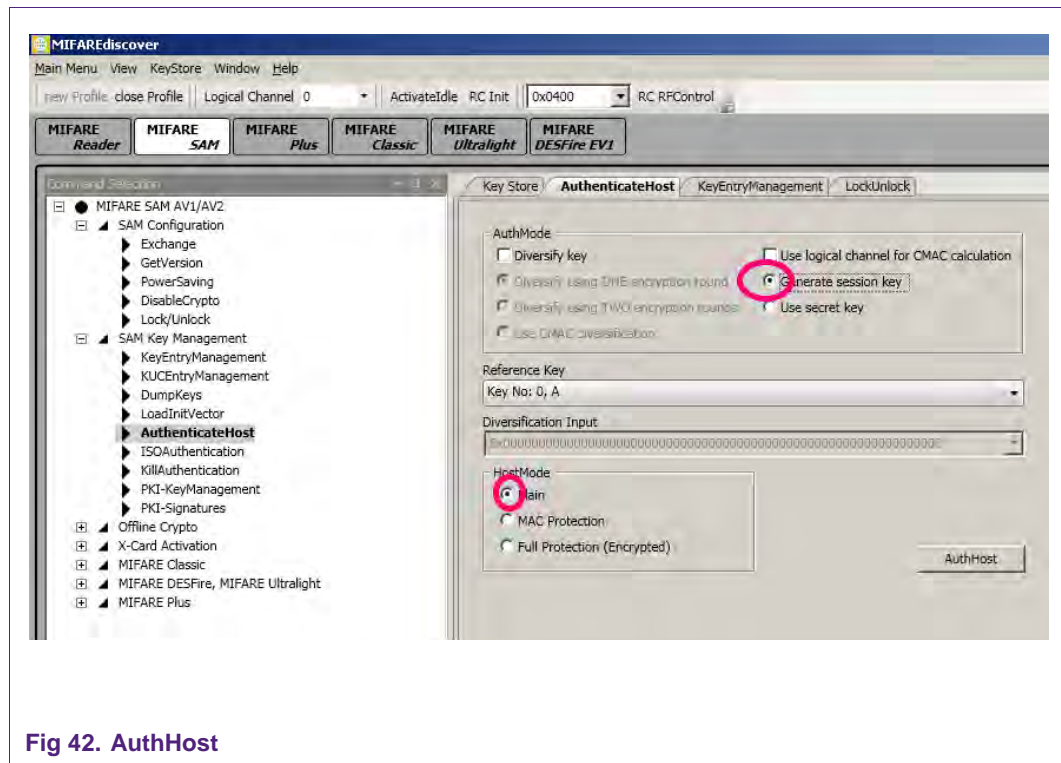 MIFAREdiscover
Main Menu View KeyStore Window Help
new Profile close Profile Logical Channel 0 ActivateIdle RC Init 0x0400 RC RFControl
MIFARE Reader
MIFARE SAM
MIFARE Plus
MIFARE Classic
MIFARE Ultralight
MIFARE DESFire EV1
Command Selection
MIFARE SAM AV1/AV2
SAM Configuration
Exchange
GetVersion
PowerSaving
DisableCrypto
Lock/Unlock
SAM Key Management
KeyEntryManagement
KUCEntryManagement
DumpKeys
LoadInitVector
AuthenticateHost
ISOAuthentication
KillAuthentication
PKI-KeyManagement
PKI-Signatures
Offline Crypto
X-Card Activation
MIFARE Classic
MIFARE DESFire, MIFARE Ultralight
MIFARE Plus
Key Store AuthenticateHost KeyEntryManagement LockUnlock
AuthMode
Diversify key Use logical channel for CMAC calculation
Diversify using ONE encryption round Generate session key
Diversify using TWO encryption rounds Use secret key
Use CMAC diversification
Reference Key
Key No: 0, A
Diversification Input
HostMode
Plain
MAC Protection
Full Protection (Encrypted)
AuthHost
Fig 42. AuthHost